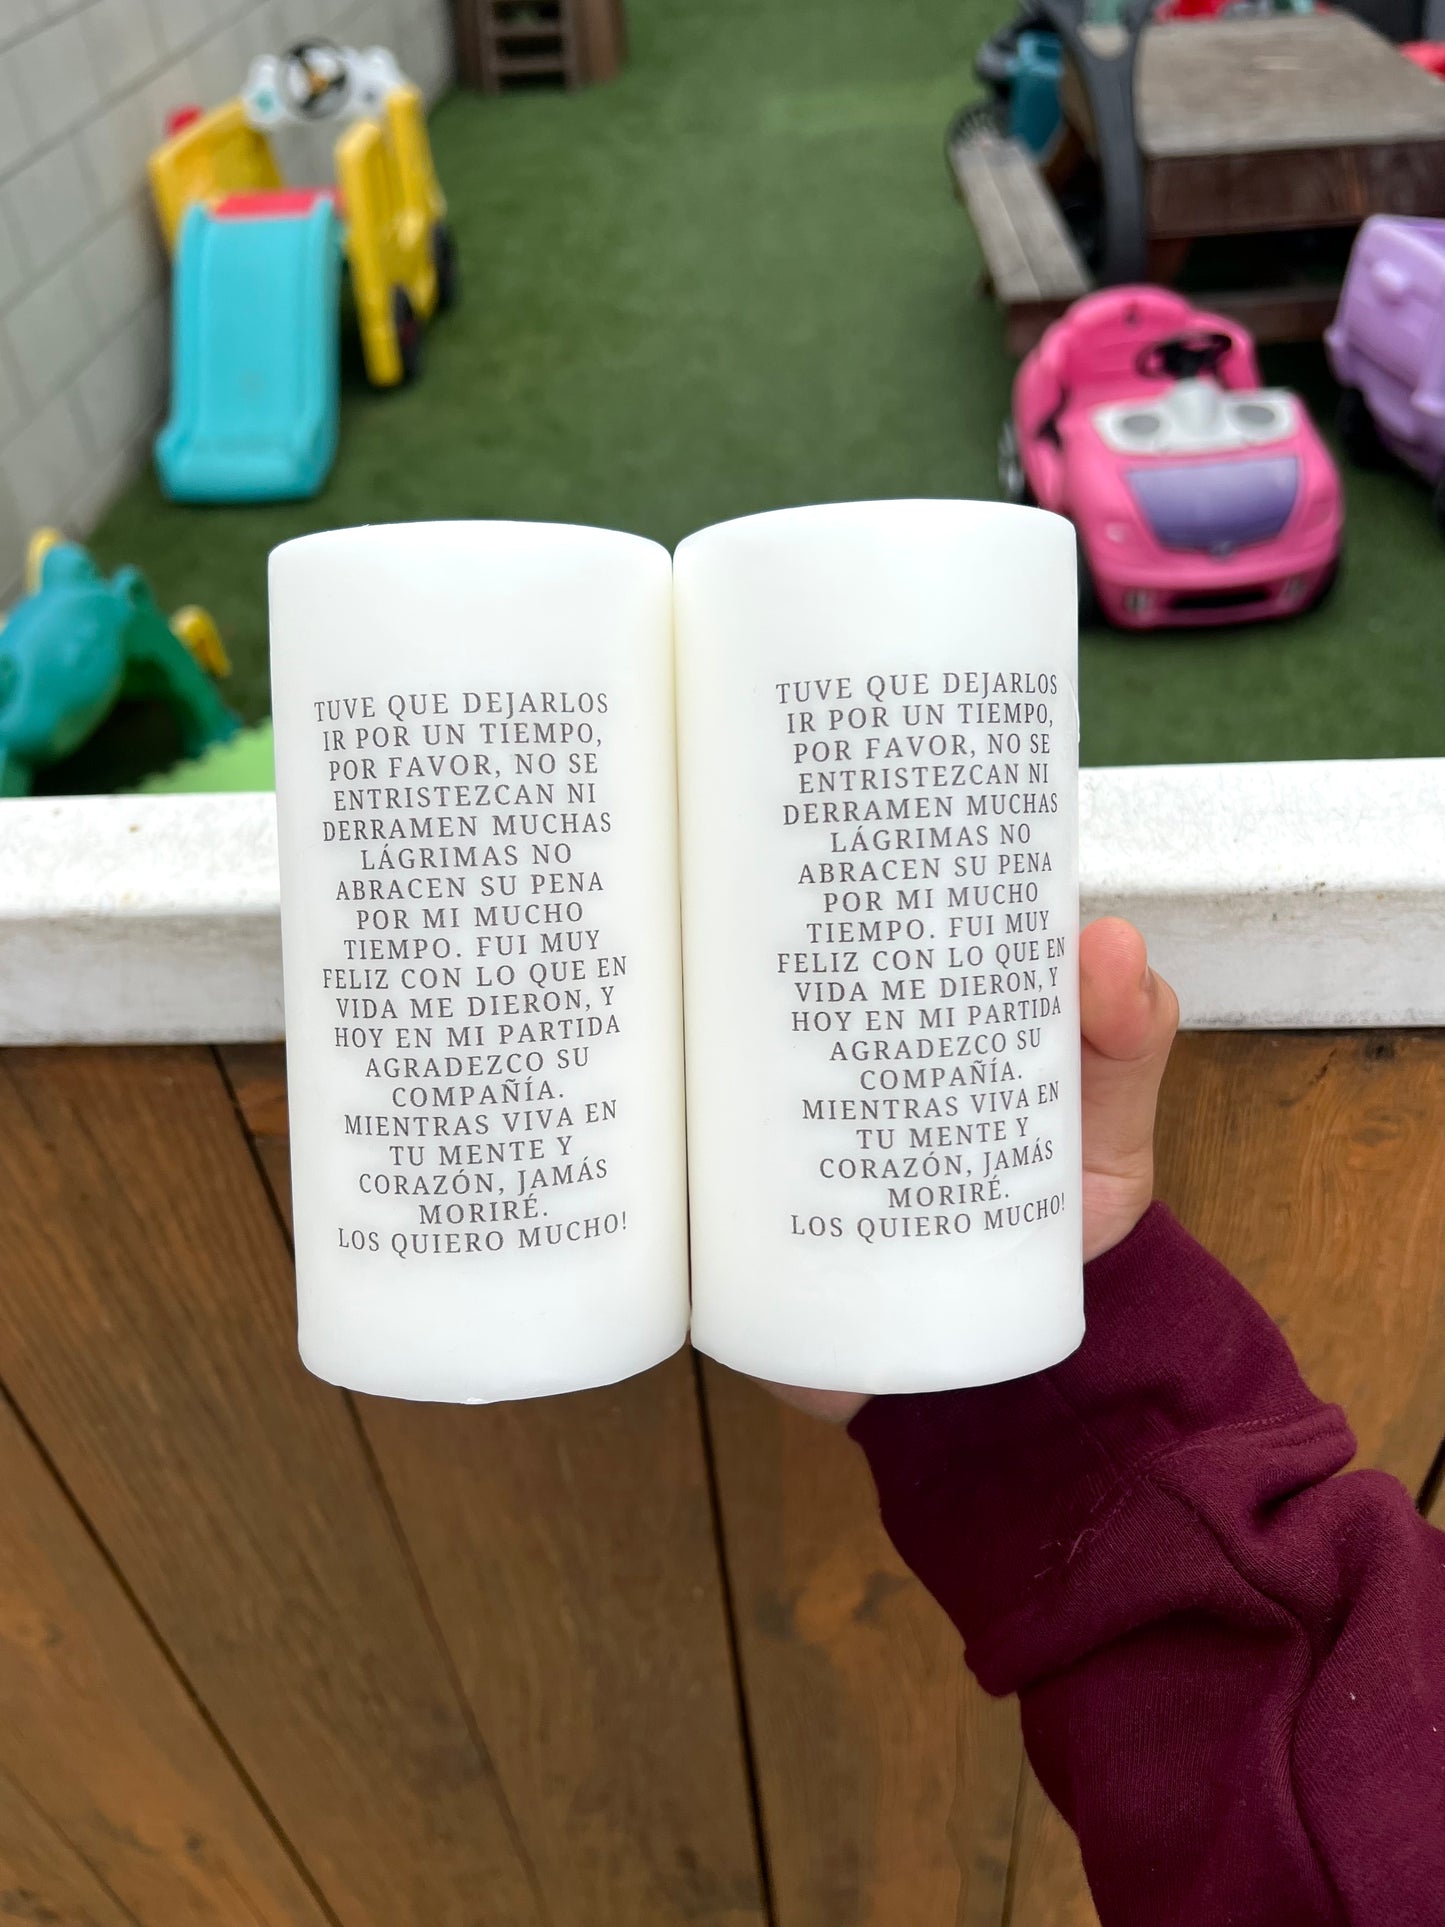 TUVE QUE DEJARLOS
IR POR UN TIEMPO,
POR FAVOR, NO SE
ENTRISTEZCAN NI
DERRAMEN MUCHAS
LÁGRIMAS NO
ABRACEN SU PENA
POR MI MUCHO
TIEMPO. FUI MUY
FELIZ CON LO QUE EN
VIDA ME DIERON, Y
HOY EN MI PARTIDA
AGRADEZCO SU
COMPAÑÍA.
MIENTRAS VIVA EN
TU MENTE Y
CORAZÓN, JAMÁS
MORIRÉ.
LOS QUIERO MUCHO!
TUVE QUE DEJARLOS
IR POR UN TIEMPO,
POR FAVOR, NO SE
ENTRISTEZCAN NI
DERRAMEN MUCHAS
LÁGRIMAS NO
ABRACEN SU PENA
POR MI MUCHO
TIEMPO. FUI MUY
FELIZ CON LO QUE EN
VIDA ME DIERON, Y
HOY EN MI PARTIDA
AGRADEZCO SU
COMPAÑÍA.
MIENTRAS VIVA EN
TU MENTE Y
CORAZÓN, JAMÁS
MORIRÉ.
LOS QUIERO MUCHO!